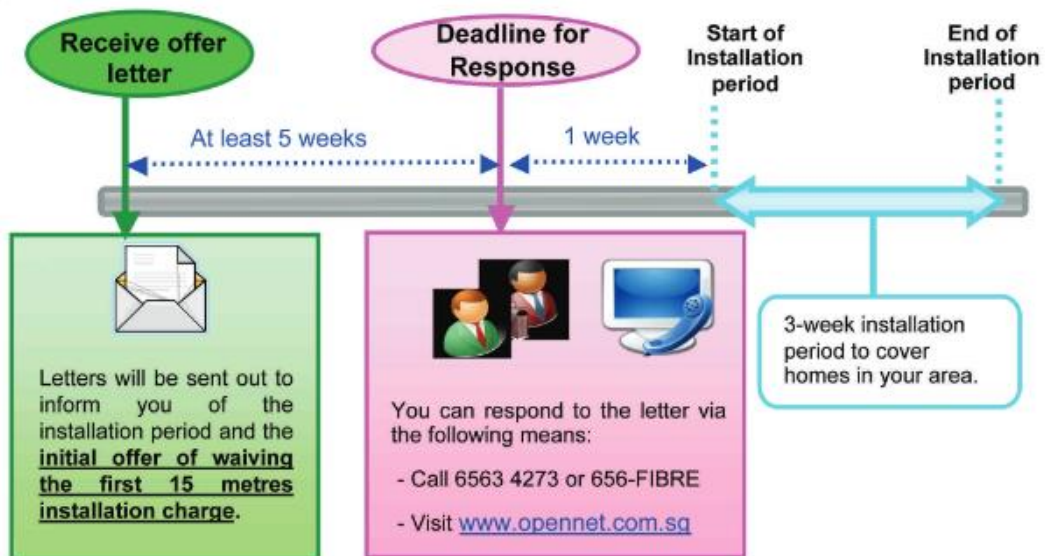 Receive offer
letter
Deadline for
Response
Start of
Installation
period
End of
Installation
period
At least 5 weeks
1 week
Letters will be sent out to
inform you of the
installation period and the
initial offer of waiving
the first 15 metres
installation charge.
You can respond to the letter via
the following means:
- Call 6563 4273 or 656-FIBRE
- Visit www.opennet.com.sg
3-week installation
period to cover
homes in your area.